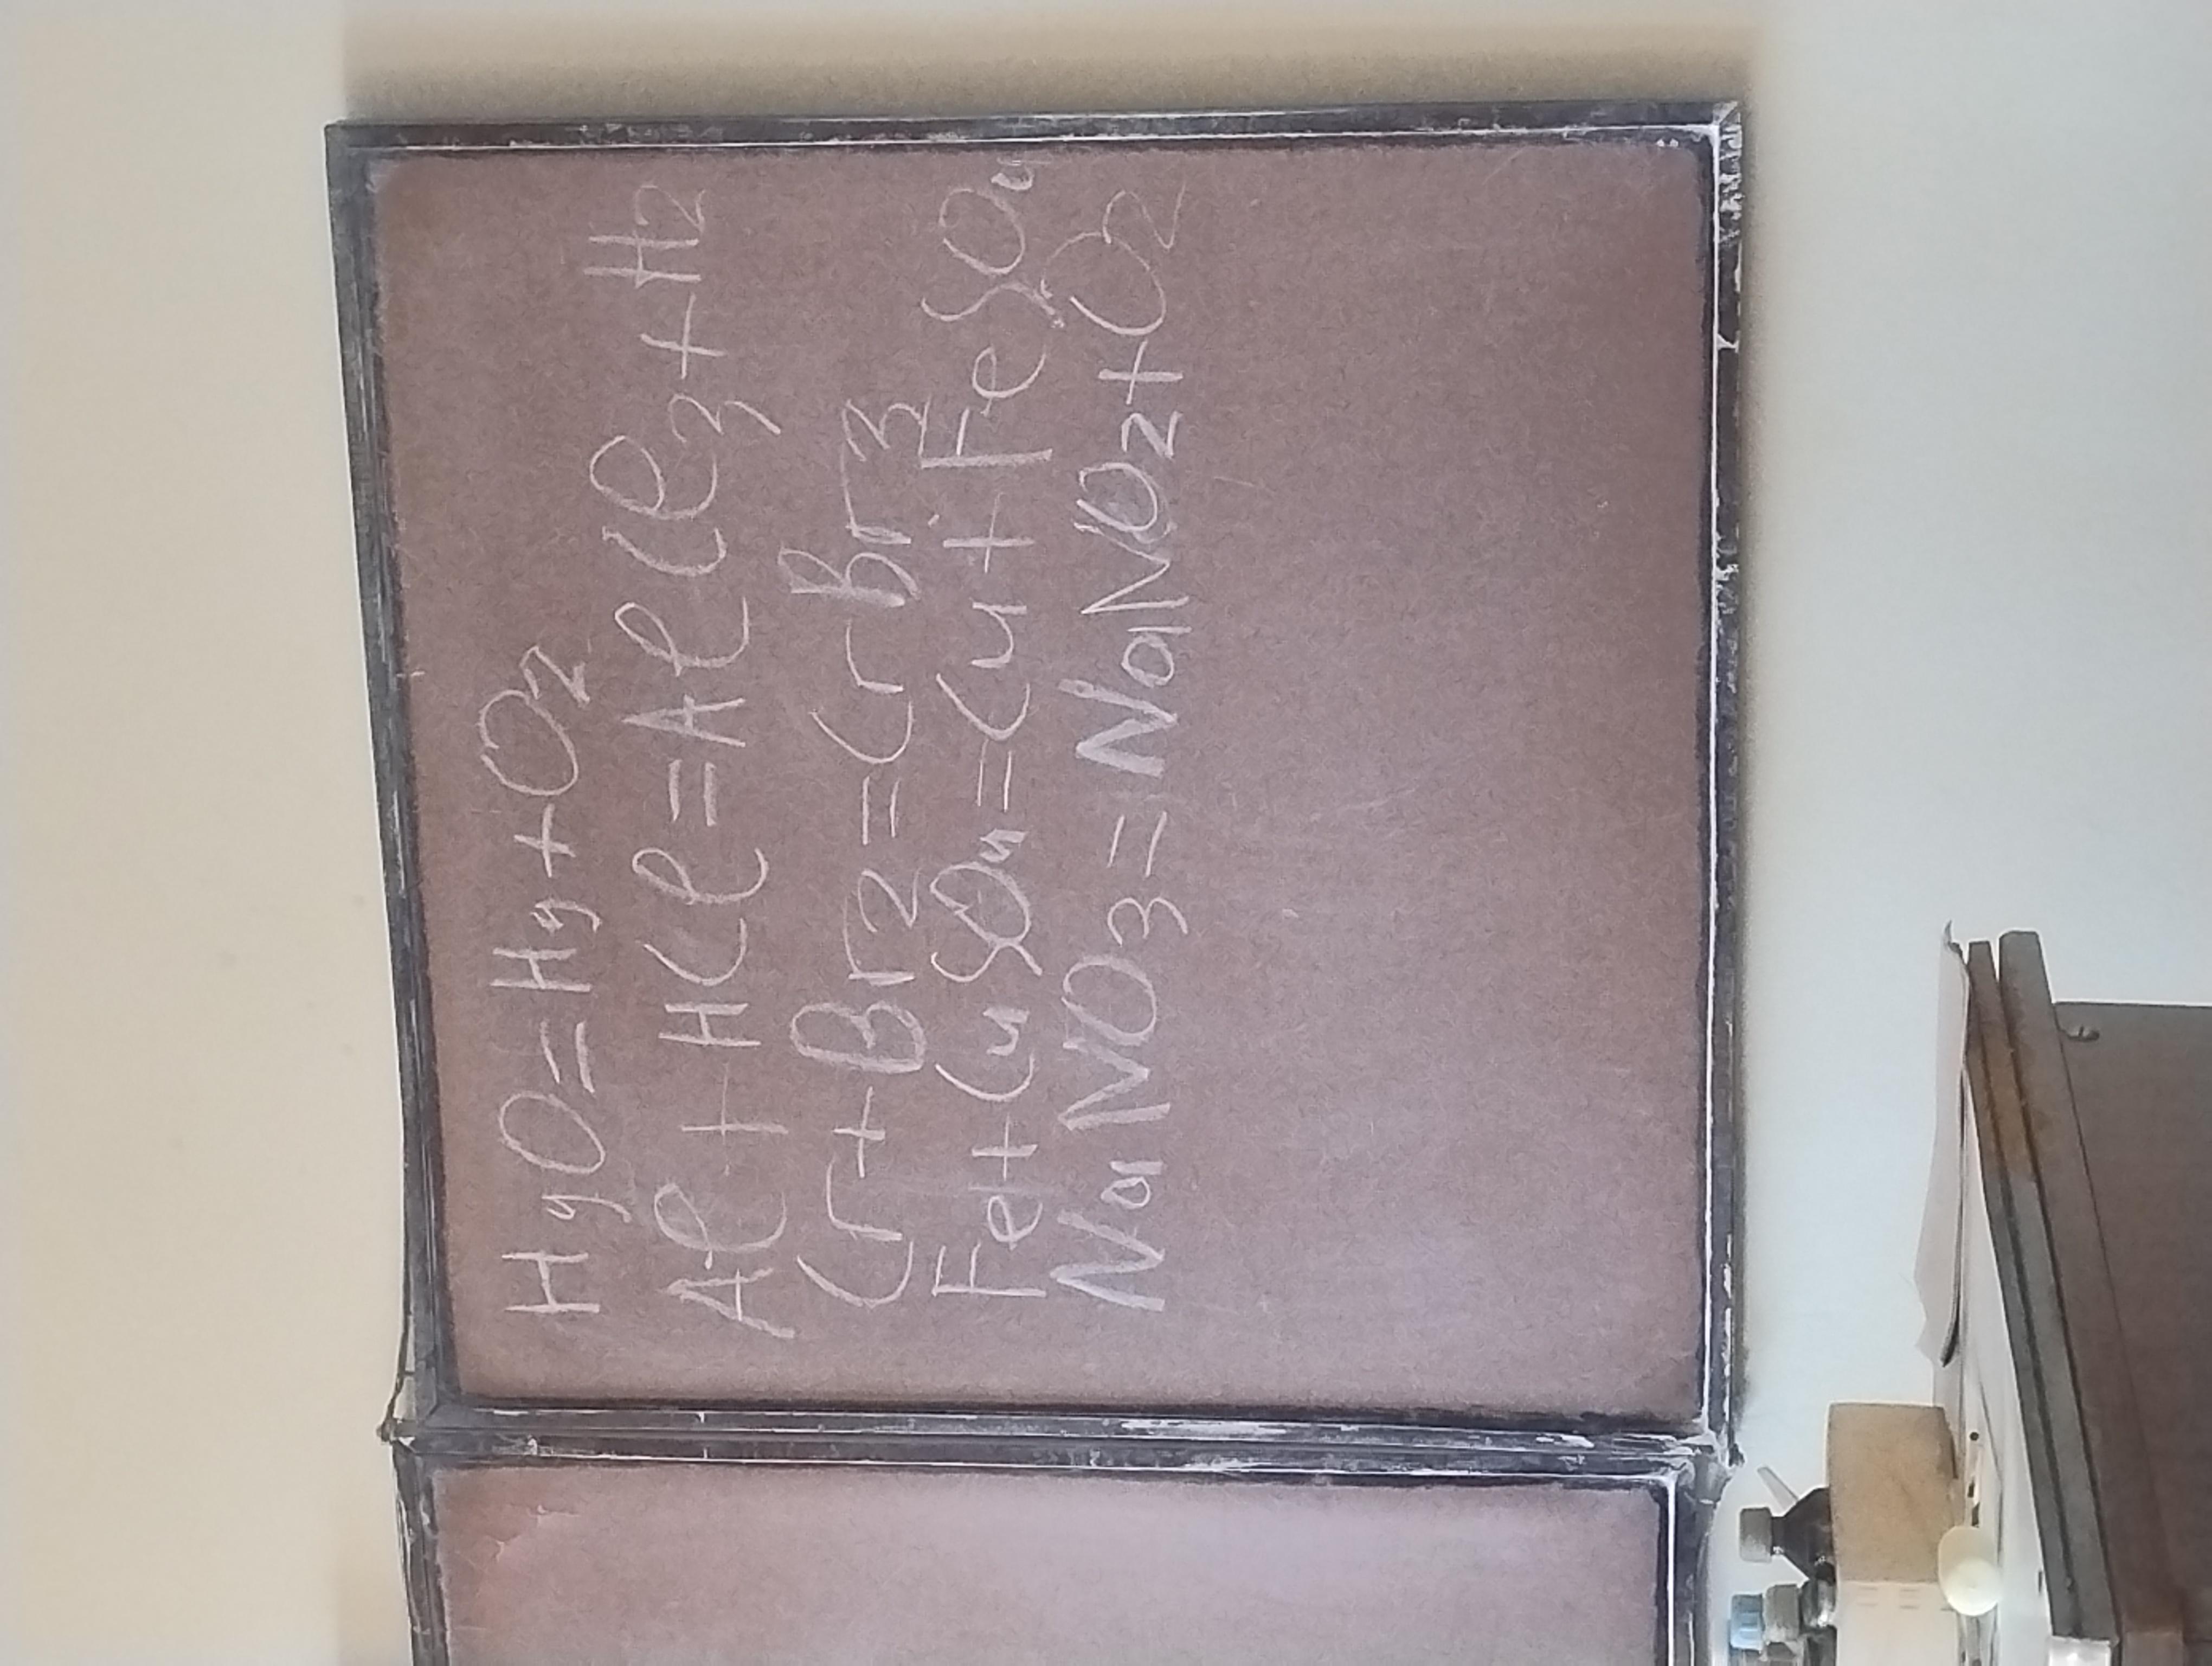 HgO=Hg+O2
Al+HCl=AlCl3+H2
Cr+Br2=CrBr3
Fe+CuSO4=Cu+FeSO4
NaNO3=NaNO2+O2